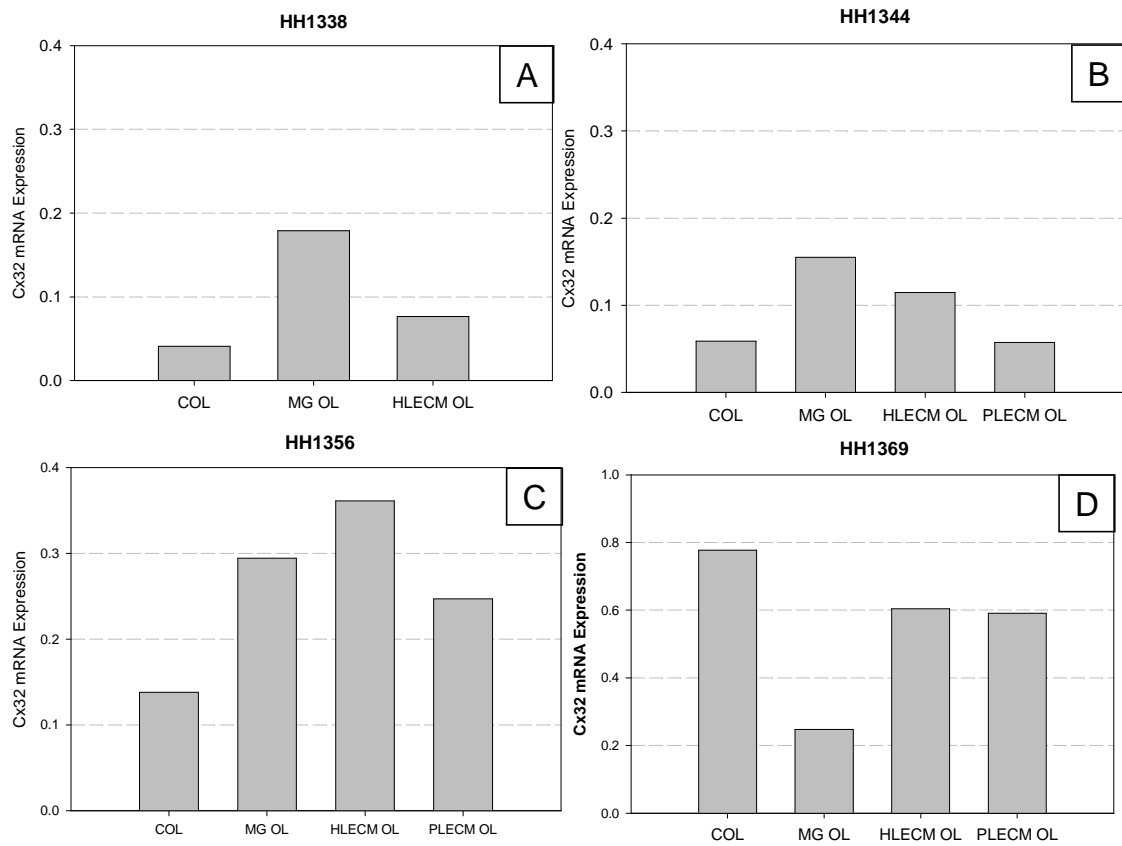 HH1338
A
0.4
0.3
0.2
0.1
0.0
Cx32 mRNA Expression
COL MG OL HLECM OL
HH1344
B
0.4
0.3
0.2
0.1
0.0
Cx32 mRNA Expression
COL MG OL HLECM OL PLECM OL
HH1356
C
0.4
0.3
0.2
0.1
0.0
Cx32 mRNA Expression
COL MG OL HLECM OL PLECM OL
HH1369
D
1.0
0.8
0.6
0.4
0.2
0.0
Cx32 mRNA Expression
COL MG OL HLECM OL PLECM OL